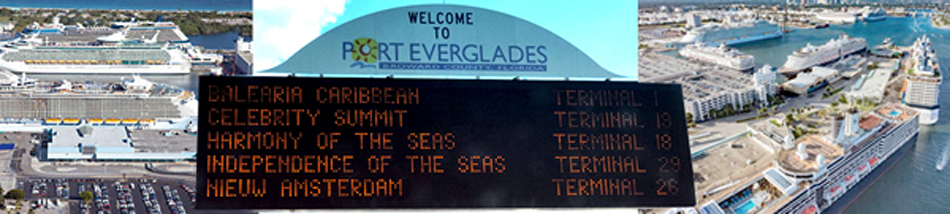 WELCOME
TO
PORT EVERGLADES
BROWARD COUNTY, FLORIDA
BALEARIA CARIBBEAN TERMINAL 1
CELEBRITY SUMMIT TERMINAL 19
HARMONY OF THE SEAS TERMINAL 18
INDEPENDENCE OF THE SEAS TERMINAL 29
NIEUW AMSTERDAM TERMINAL 26